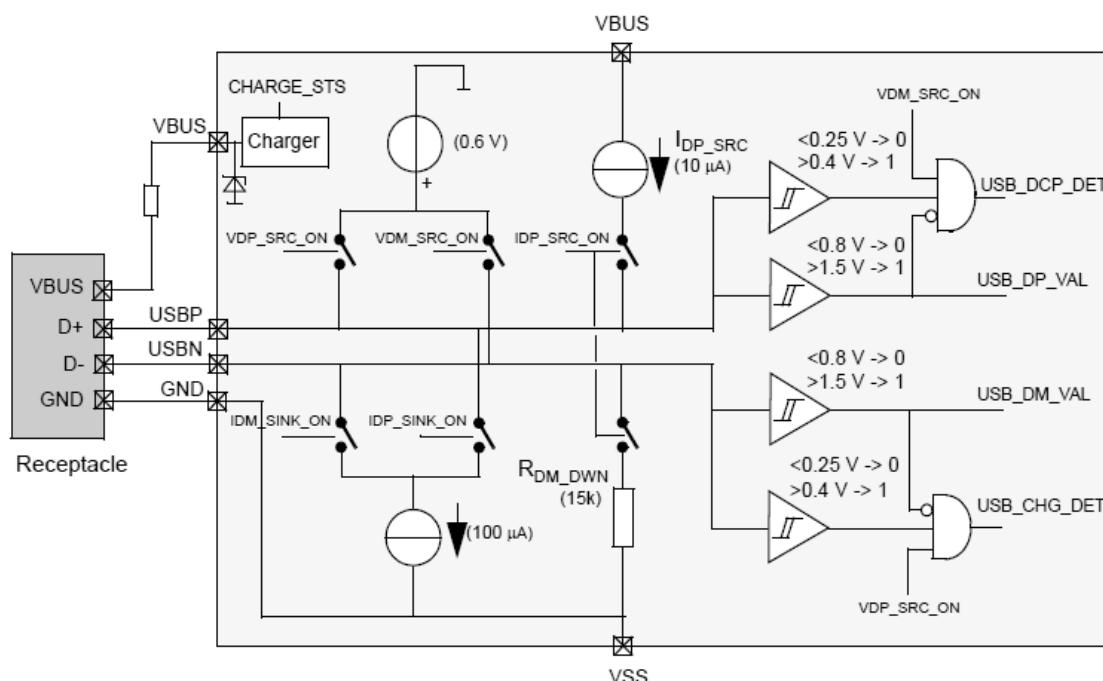 VBUS
CHARGE_STS
VBUS
Charger
(0.6 V)
+
IDP_SRC
(10 µA)
VDM_SRC_ON
<0.25 V -> 0
>0.4 V -> 1
USB_DCP_DET
VDP_SRC_ON
VDM_SRC_ON
IDP_SRC_ON
<0.8 V -> 0
>1.5 V -> 1
USB_DP_VAL
VBUS
D+
USBP
D-
USBN
GND
GND
Receptacle
IDM_SINK_ON
IDP_SINK_ON
RDM_DWN
(15k)
(100 µA)
<0.8 V -> 0
>1.5 V -> 1
USB_DM_VAL
<0.25 V -> 0
>0.4 V -> 1
USB_CHG_DET
VDP_SRC_ON
VSS